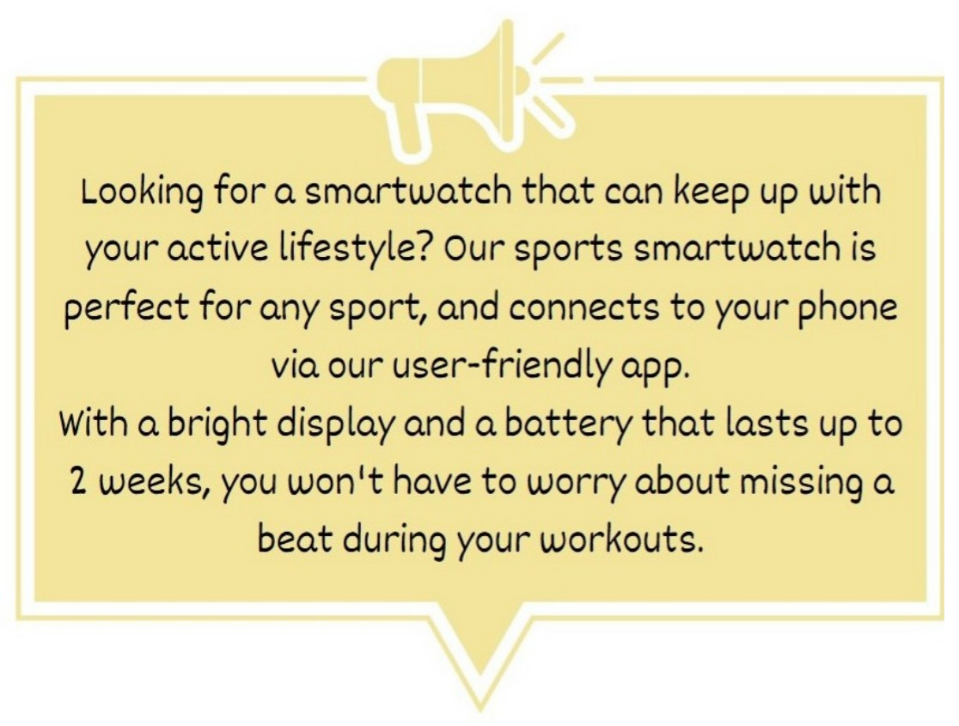 Looking for a smartwatch that can keep up with
your active lifestyle? Our sports smartwatch is
perfect for any sport, and connects to your phone
via our user-friendly app.
With a bright display and a battery that lasts up to
2 weeks, you won't have to worry about missing a
beat during your workouts.